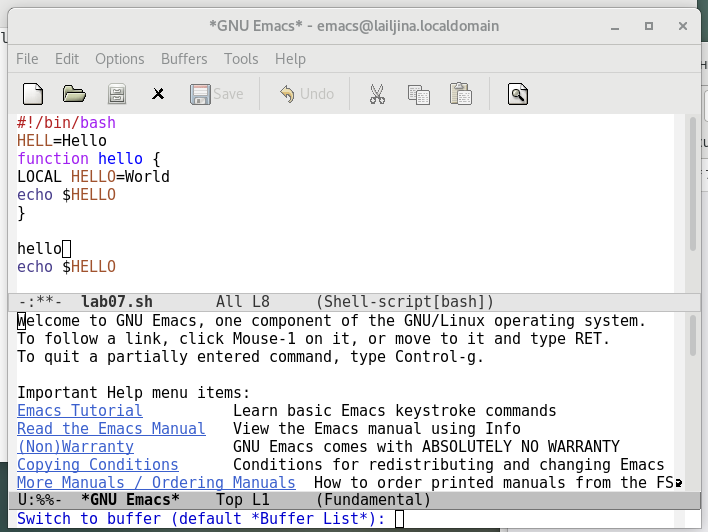 *GNU Emacs* - emacs@lailjina.localdomain
File Edit Options Buffers Tools Help
Save Undo
#!/bin/bash
HELL=Hello
function hello {
LOCAL HELLO=World
echo $HELLO
}
hello
echo $HELLO
-:**-  lab07.sh       All L8     (Shell-script[bash])
Welcome to GNU Emacs, one component of the GNU/Linux operating system.
To follow a link, click Mouse-1 on it, or move to it and type RET.
To quit a partially entered command, type Control-g.
Important Help menu items:
Emacs Tutorial          Learn basic Emacs keystroke commands
Read the Emacs Manual   View the Emacs manual using Info
(Non)Warranty           GNU Emacs comes with ABSOLUTELY NO WARRANTY
Copying Conditions      Conditions for redistributing and changing Emacs
More Manuals / Ordering Manuals  How to order printed manuals from the FS
U:%%-  *GNU Emacs*    Top L1     (Fundamental)
Switch to buffer (default *Buffer List*):